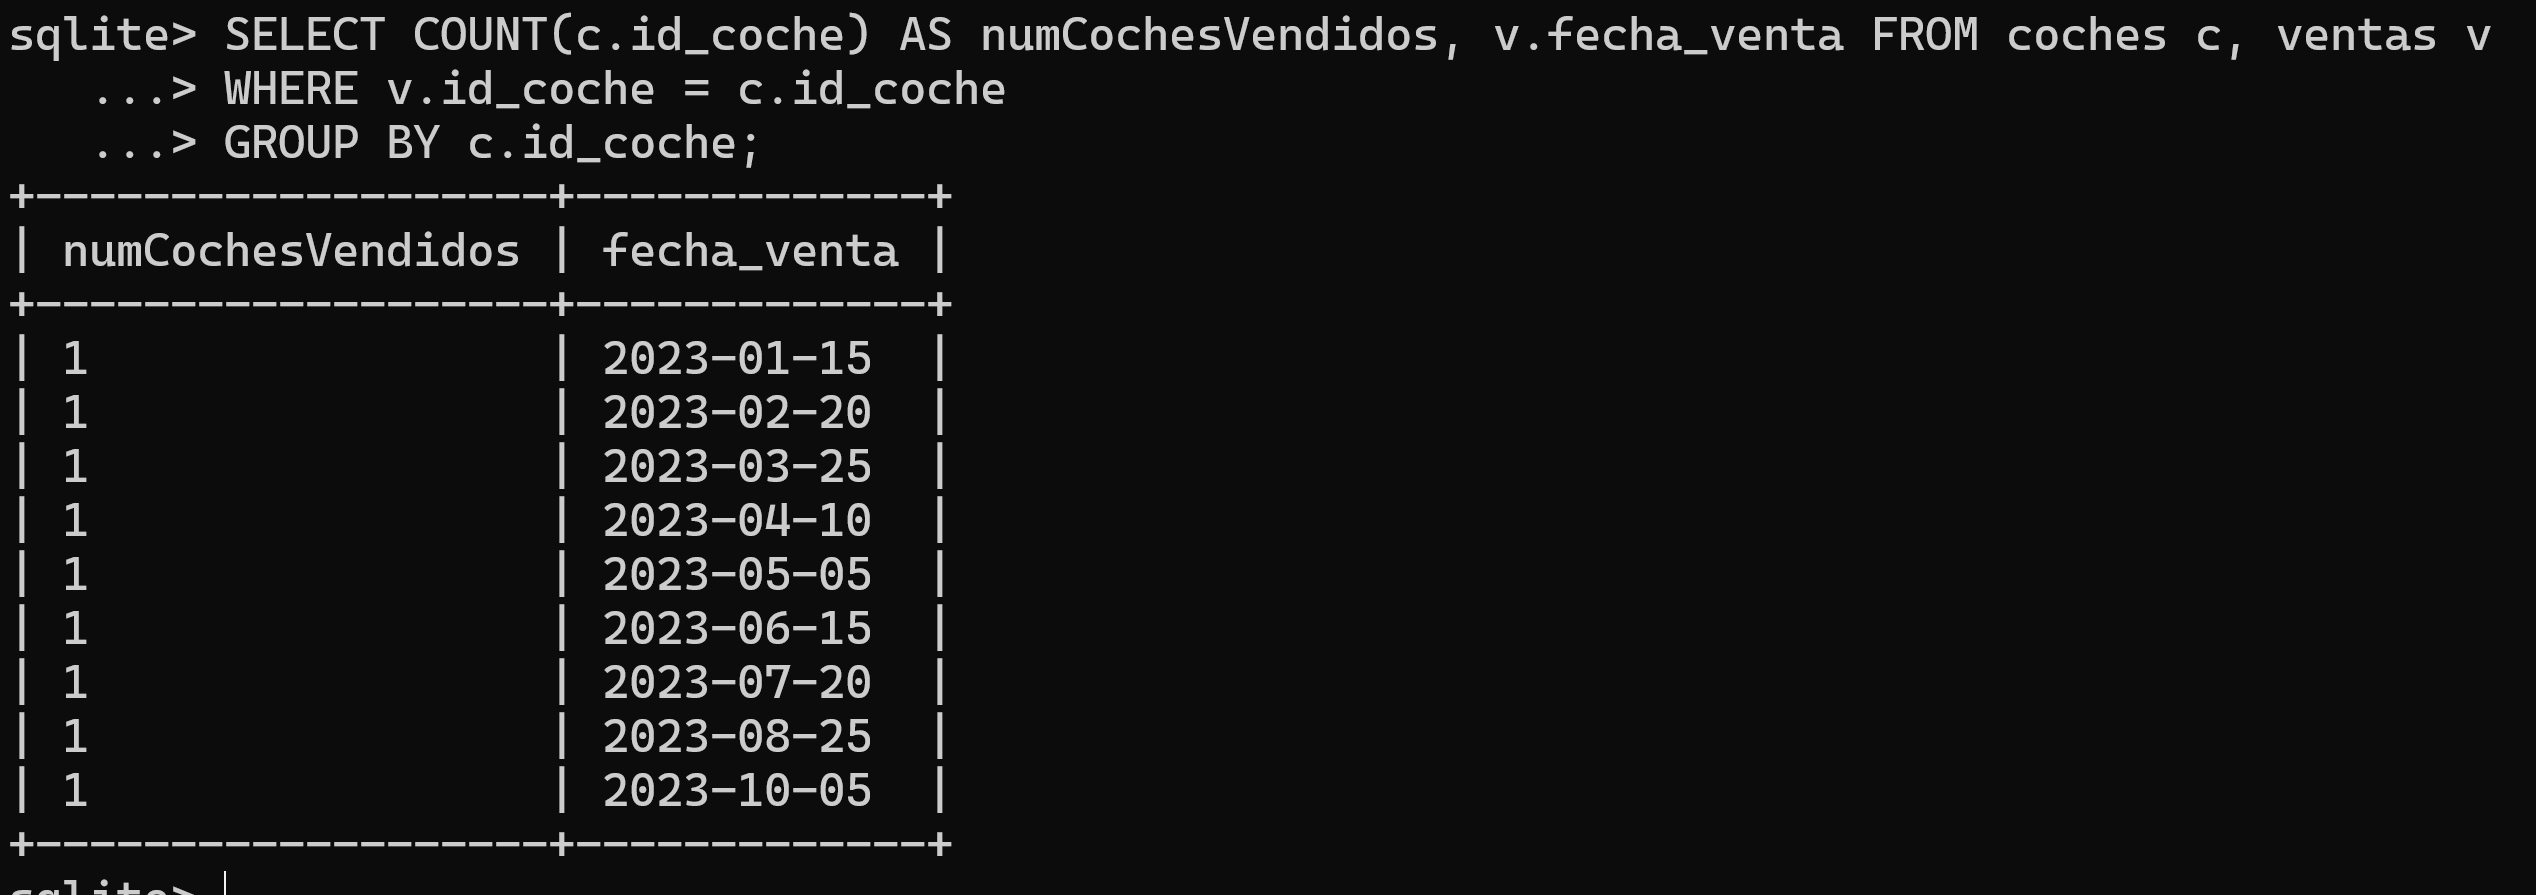 sqlite> SELECT COUNT(c.id_coche) AS numCochesVendidos, v.fecha_venta FROM coches c, ventas v
   ...> WHERE v.id_coche = c.id_coche
   ...> GROUP BY c.id_coche;
+-------------------+-------------+
| numCochesVendidos | fecha_venta |
+-------------------+-------------+
| 1                 | 2023-01-15  |
| 1                 | 2023-02-20  |
| 1                 | 2023-03-25  |
| 1                 | 2023-04-10  |
| 1                 | 2023-05-05  |
| 1                 | 2023-06-15  |
| 1                 | 2023-07-20  |
| 1                 | 2023-08-25  |
| 1                 | 2023-10-05  |
+-------------------+-------------+
sqlite>